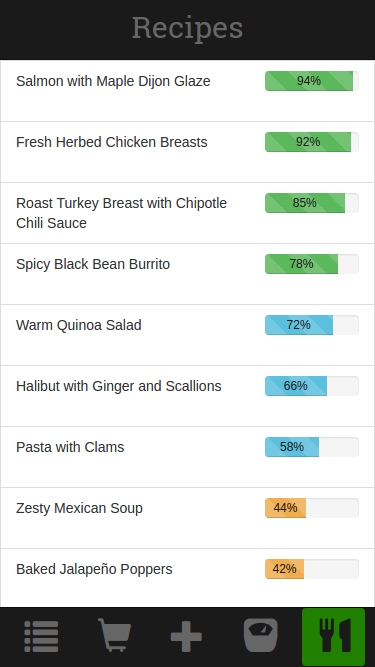 Recipes
Salmon with Maple Dijon Glaze 94%
Fresh Herbed Chicken Breasts 92%
Roast Turkey Breast with Chipotle 85%
Chili Sauce
Spicy Black Bean Burrito 78%
Warm Quinoa Salad 72%
Halibut with Ginger and Scallions 66%
Pasta with Clams 58%
Zesty Mexican Soup 44%
Baked Jalapeño Poppers 42%